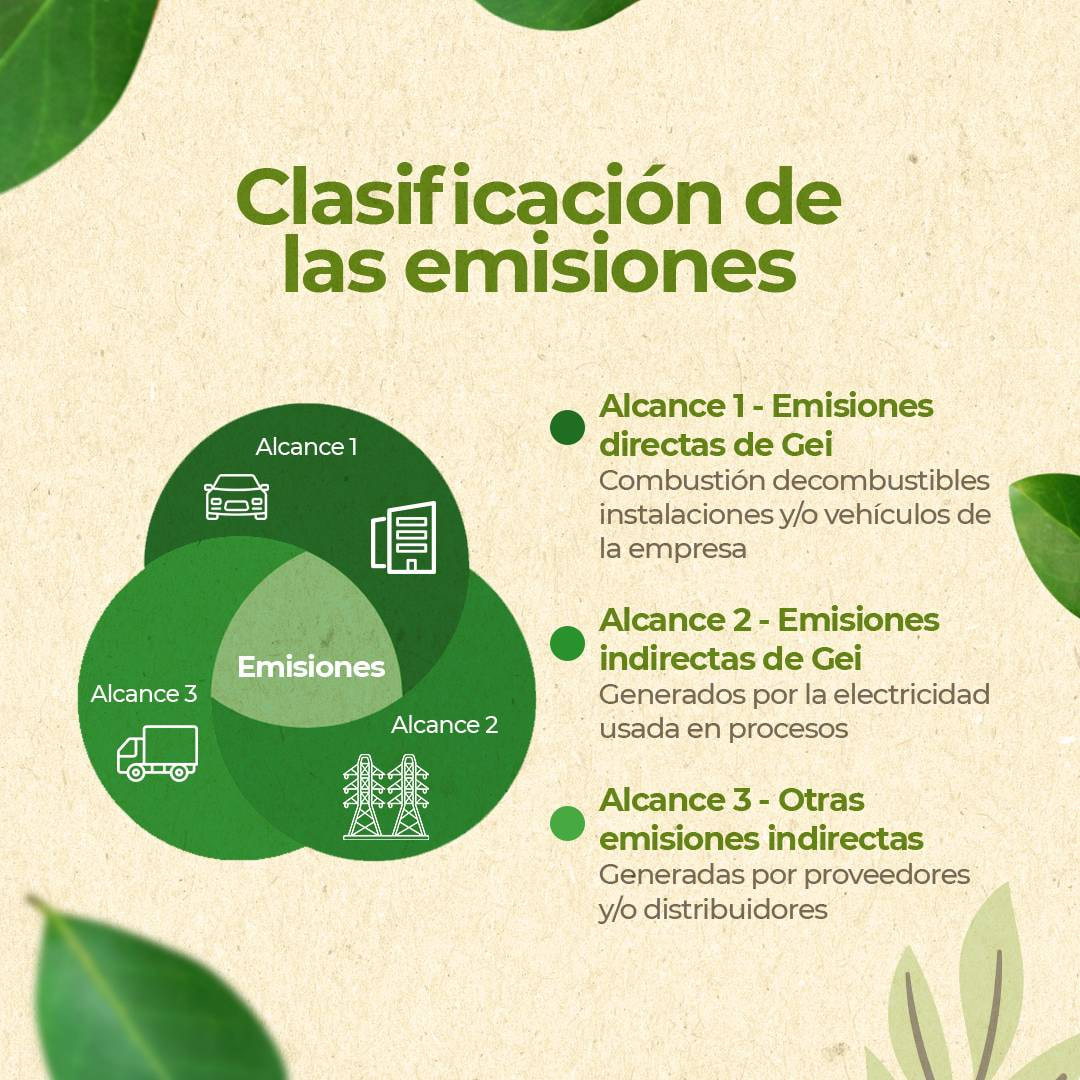 Clasificación de
las emisiones
Alcance 1
Emisiones
Alcance 3
Alcance 2
Alcance 1 - Emisiones
directas de Gei
Combustión decombustibles
instalaciones y/o vehículos de
la empresa
Alcance 2 - Emisiones
indirectas de Gei
Generados por la electricidad
usada en procesos
Alcance 3 - Otras
emisiones indirectas
Generadas por proveedores
y/o distribuidores